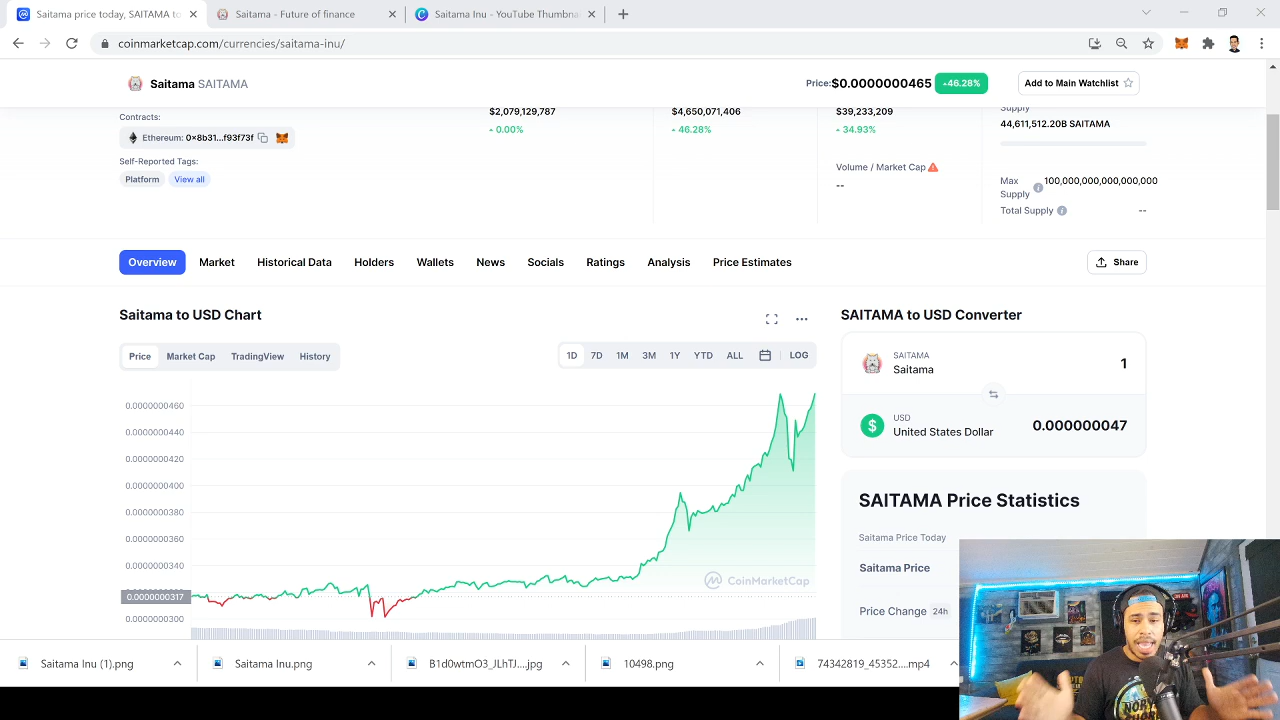 Saitama price today, SAITAMA to
Saitama - Future of finance
Saitama Inu - YouTube Thumbna
coinmarketcap.com/currencies/saitama-inu/
Saitama SAITAMA
Price: $0.0000000465 46.28%
Add to Main Watchlist
Contracts:
Ethereum: 0x8b31...f93f73f
Self-Reported Tags:
Platform View all
$2,079,129,787
0.00%
$4,650,071,406
46.28%
$39,233,209
34.93%
Volume / Market Cap
--
Supply
44,611,512.20B SAITAMA
Max Supply 100,000,000,000,000,000
Total Supply --
Overview Market Historical Data Holders Wallets News Socials Ratings Analysis Price Estimates
Share
Saitama to USD Chart
Price Market Cap TradingView History
1D 7D 1M 3M 1Y YTD ALL LOG
0.0000000460
0.0000000440
0.0000000420
0.0000000400
0.0000000380
0.0000000360
0.0000000340
0.0000000317
0.0000000300
CoinMarketCap
SAITAMA to USD Converter
SAITAMA
Saitama 1
USD
United States Dollar 0.000000047
SAITAMA Price Statistics
Saitama Price Today
Saitama Price
Price Change 24h
Saitama Inu (1).png
Saitama Inu.png
B1d0wtmO3_JLhTJ....jpg
10498.png
74342819_45352....mp4